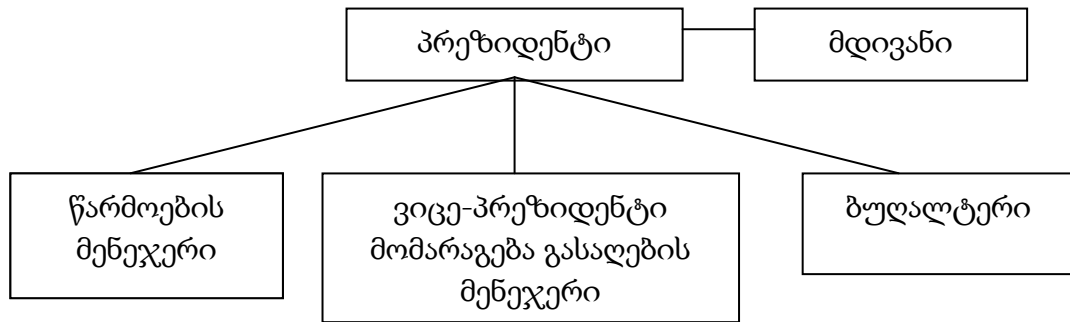 პრეზიდენტი
მდივანი
წარმოების
მენეჯერი
ვიცე-პრეზიდენტი
მომარაგება გასაღების
მენეჯერი
ბუღალტერი